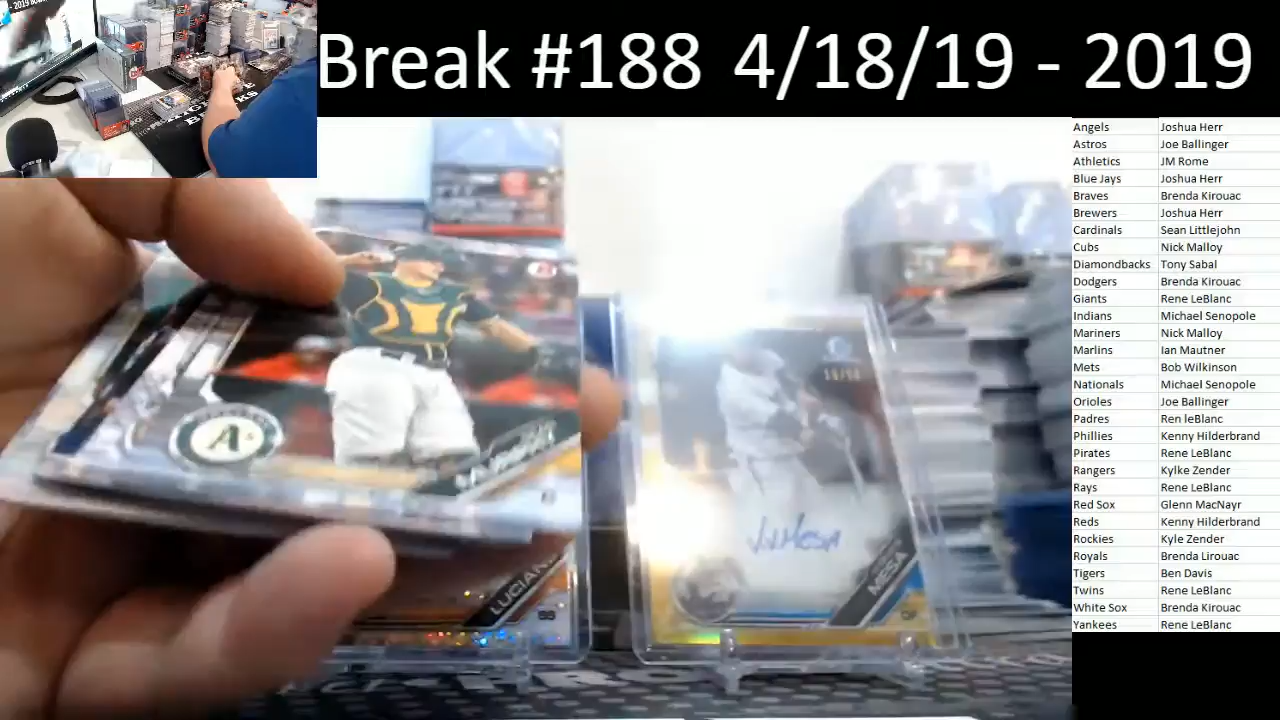 Break #188 4/18/19 - 2019
Angels Joshua Herr
Astros Joe Ballinger
Athletics JM Rome
Blue Jays Joshua Herr
Braves Brenda Kirouac
Brewers Joshua Herr
Cardinals Sean Littlejohn
Cubs Nick Malloy
Diamondbacks Tony Sabal
Dodgers Brenda Kirouac
Giants Rene LeBlanc
Indians Michael Senopole
Mariners Nick Malloy
Marlins Ian Mautner
Mets Bob Wilkinson
Nationals Michael Senopole
Orioles Joe Ballinger
Padres Ren leBlanc
Phillies Kenny Hilderbrand
Pirates Rene LeBlanc
Rangers Kylke Zender
Rays Rene LeBlanc
Red Sox Glenn MacNayr
Reds Kenny Hilderbrand
Rockies Kyle Zender
Royals Brenda Lirouac
Tigers Ben Davis
Twins Rene LeBlanc
White Sox Brenda Kirouac
Yankees Rene LeBlanc
A's
LUCIANO
SS
MESA
OF